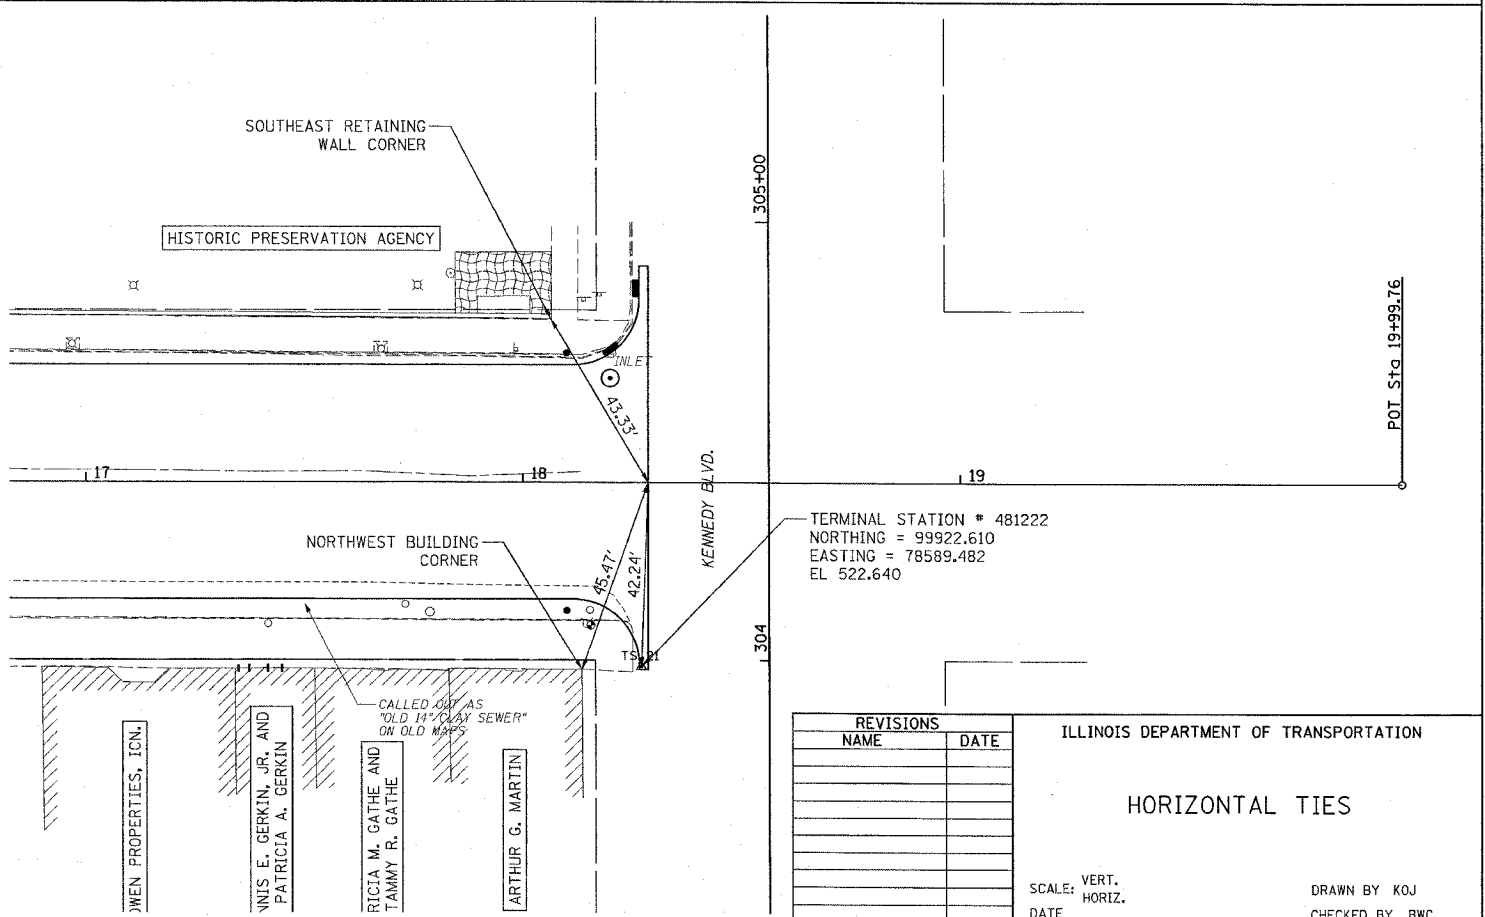 SOUTHEAST RETAINING
WALL CORNER
HISTORIC PRESERVATION AGENCY
305+00
POT Sta 19+99.76
INLE
43.33'
17
18
19
KENNEDY BLVD.
NORTHWEST BUILDING
CORNER
45.47'
42.24'
TERMINAL STATION # 481222
NORTHING = 99922.610
EASTING = 78589.482
EL 522.640
304
CALLED OUT AS
"OLD 14" CLAY SEWER"
ON OLD MAPS
OWEN PROPERTIES, ICN.
NNIS E. GERKIN, JR. AND
PATRICIA A. GERKIN
RICIA M. GATHE AND
TAMMY R. GATHE
ARTHUR G. MARTIN
REVISIONS
NAME DATE
ILLINOIS DEPARTMENT OF TRANSPORTATION
HORIZONTAL TIES
SCALE: VERT.
HORIZ.
DATE
DRAWN BY KOJ
CHECKED BY BWC